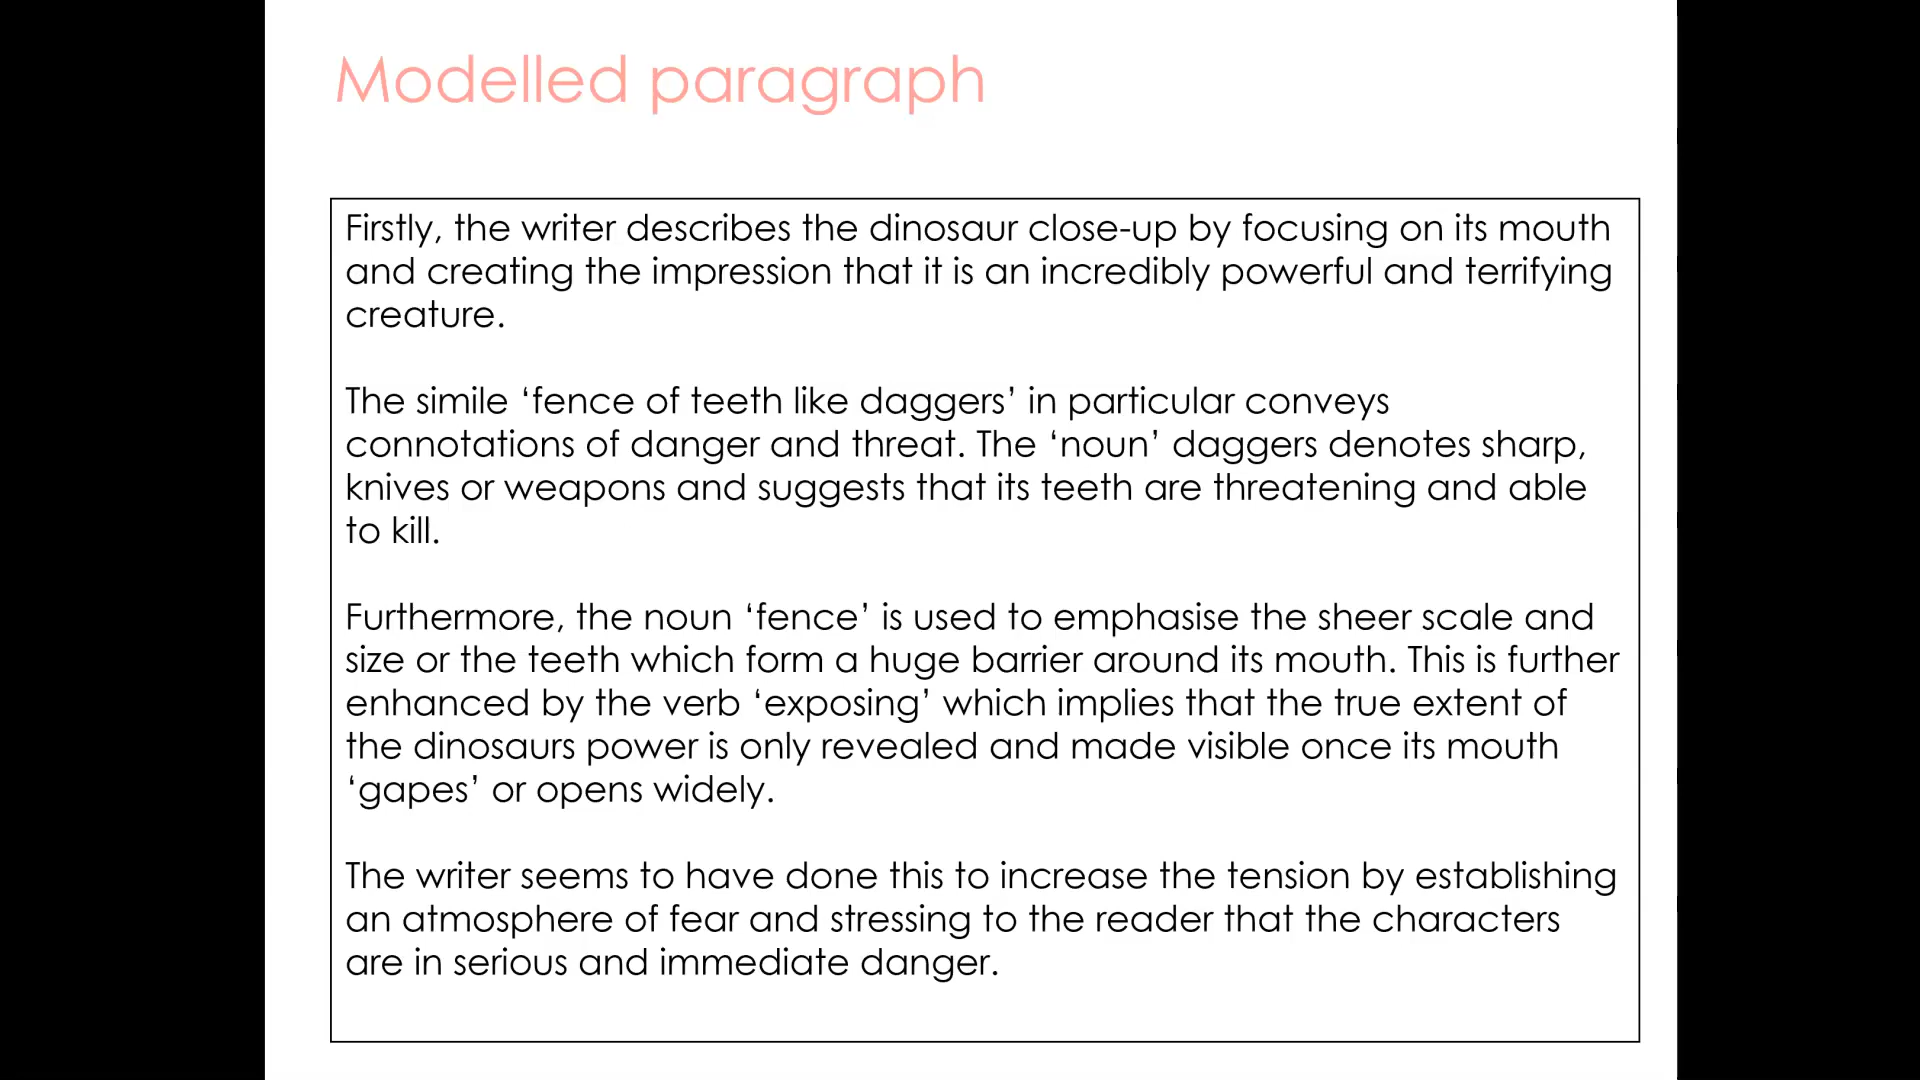 Modelled paragraph
Firstly, the writer describes the dinosaur close-up by focusing on its mouth
and creating the impression that it is an incredibly powerful and terrifying
creature.
The simile ‘fence of teeth like daggers’ in particular conveys
connotations of danger and threat. The ‘noun’ daggers denotes sharp,
knives or weapons and suggests that its teeth are threatening and able
to kill.
Furthermore, the noun ‘fence’ is used to emphasise the sheer scale and
size or the teeth which form a huge barrier around its mouth. This is further
enhanced by the verb ‘exposing’ which implies that the true extent of
the dinosaurs power is only revealed and made visible once its mouth
‘gapes’ or opens widely.
The writer seems to have done this to increase the tension by establishing
an atmosphere of fear and stressing to the reader that the characters
are in serious and immediate danger.